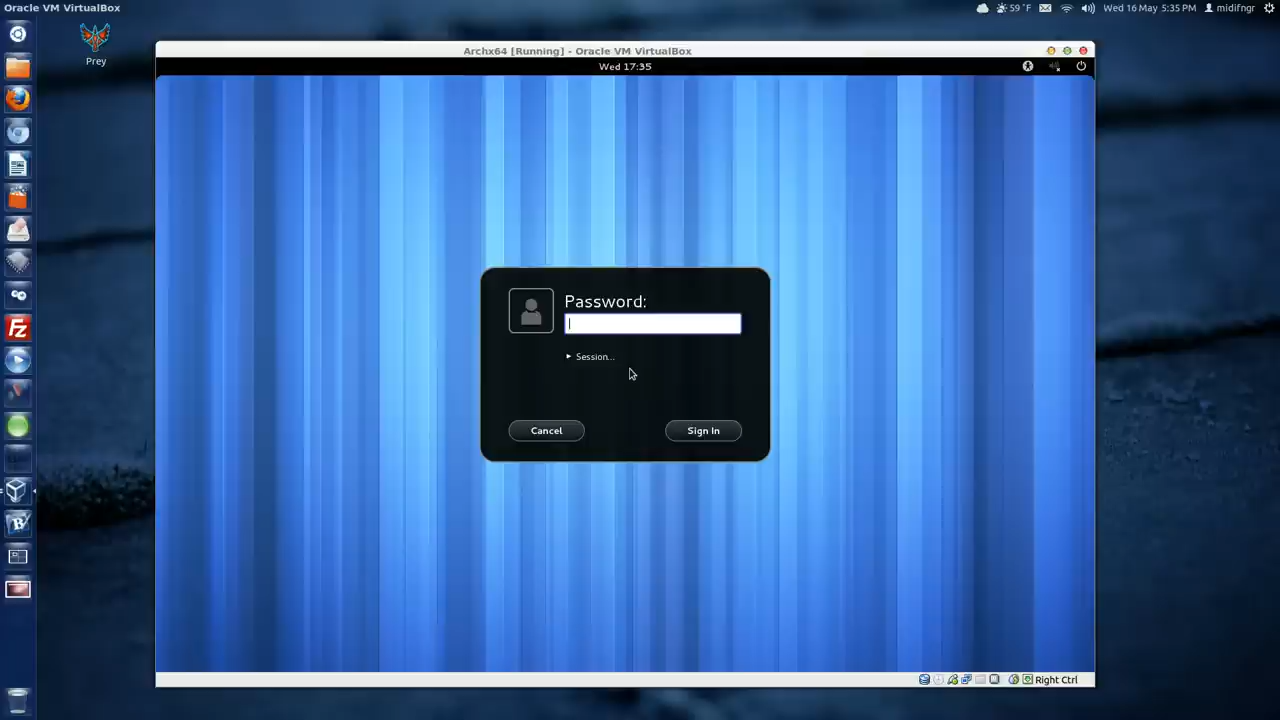 Oracle VM VirtualBox
59 °F
Wed 16 May 5:35 PM
midifngr
Prey
Archx64 [Running] - Oracle VM VirtualBox
Wed 17:35
Password:
Session...
Cancel
Sign In
Fz
B
Right Ctrl